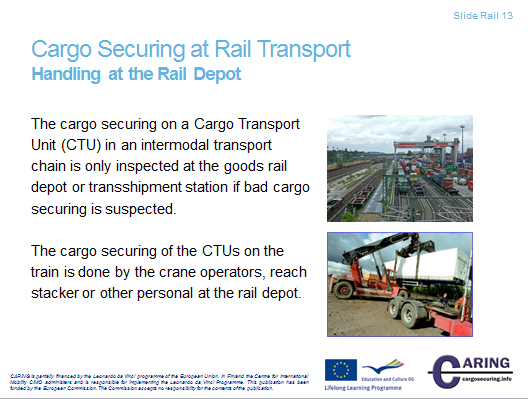 Slide Rail 13
Cargo Securing at Rail Transport
Handling at the Rail Depot
The cargo securing on a Cargo Transport
Unit (CTU) in an intermodal transport
chain is only inspected at the goods rail
depot or transshipment station if bad cargo
securing is suspected.
The cargo securing of the CTUs on the
train is done by the crane operators, reach
stacker or other personal at the rail depot.
CARING is partially financed by the Leonardo da Vinci programme of the European Union. In Finland the Centre for International
Mobility CIMO administers and is responsible for implementing the Leonardo da Vinci Programme. This publication has been
funded by the European Commission. The Commission accepts no responsibility for the contents of the publication.
Education and Culture DG
Lifelong Learning Programme
CARING
cargosecuring.info